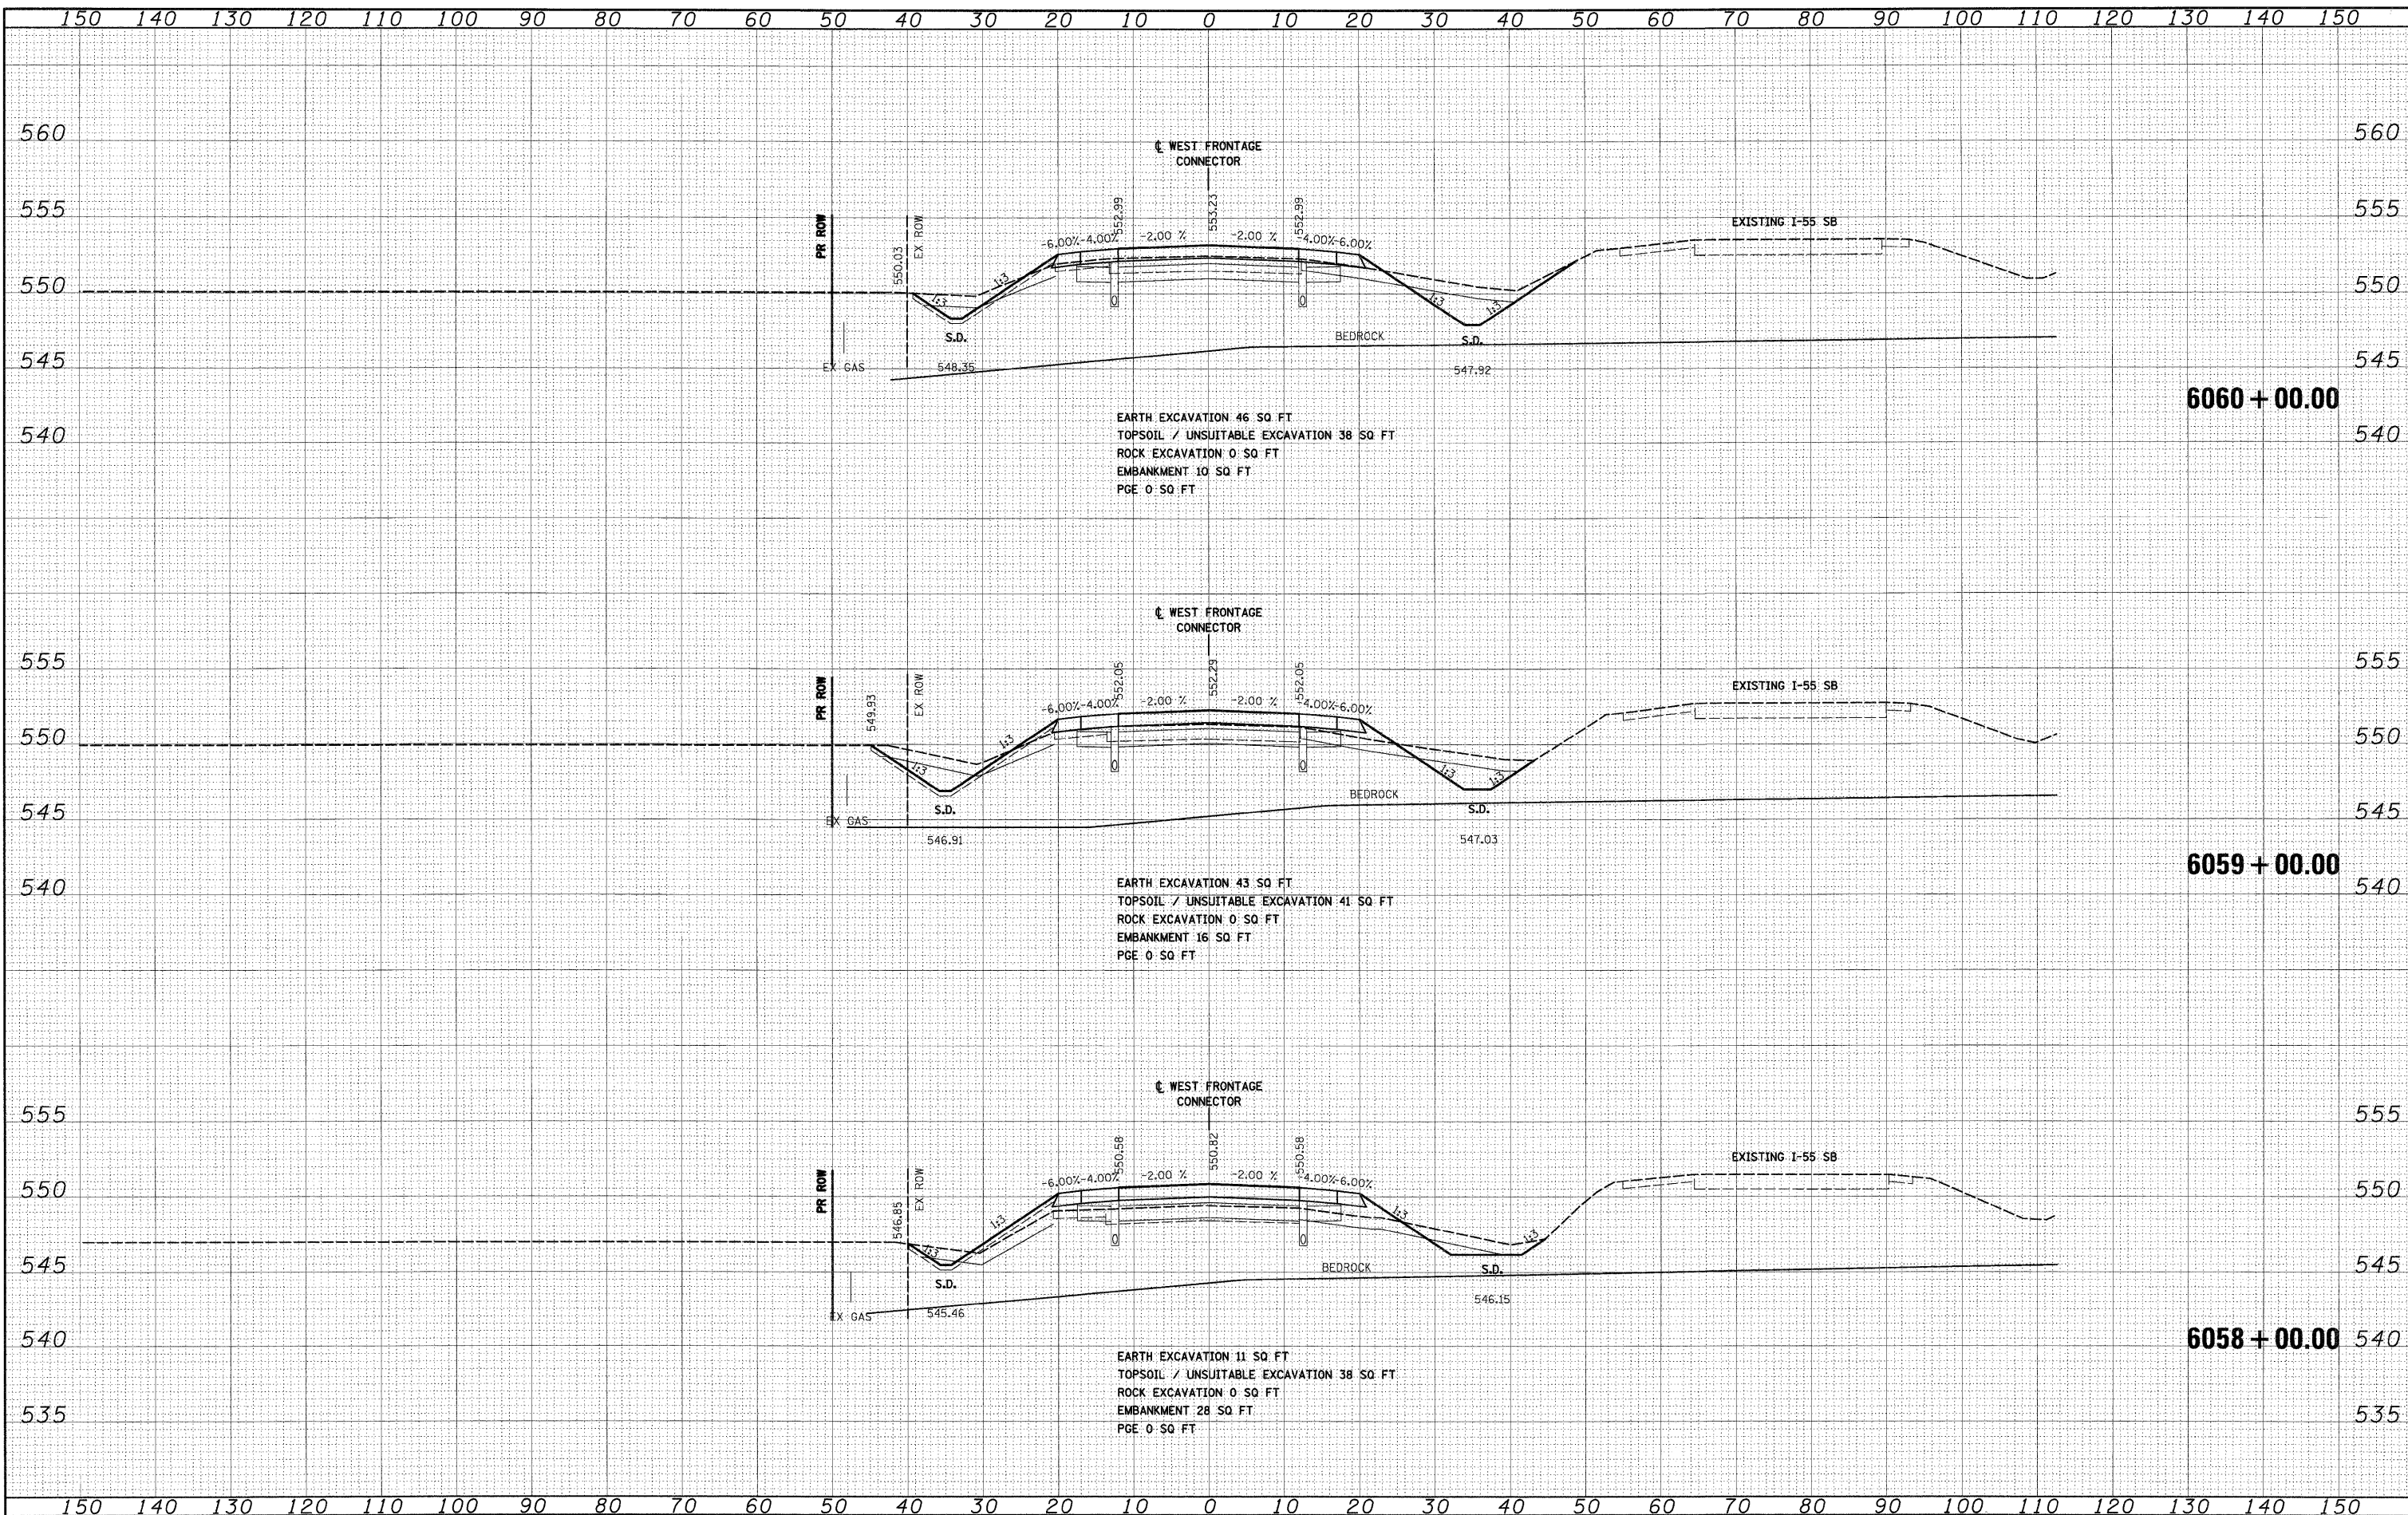 150 140 130 120 110 100 90 80 70 60 50 40 30 20 10 0 10 20 30 40 50 60 70 80 90 100 110 120 130 140 150
560 560
℄ WEST FRONTAGE
CONNECTOR
555 555
PR ROW
550.03
EX ROW
552.99
553.23
552.99
EXISTING I-55 SB
-6.00% -4.00% -2.00 % -2.00 % -4.00% -6.00%
550 550
1:3 1:3 1:3 1:3
S.D. BEDROCK S.D.
545 EX GAS 548.35 547.92 545
6060 + 00.00
540 540
EARTH EXCAVATION 46 SQ FT
TOPSOIL / UNSUITABLE EXCAVATION 38 SQ FT
ROCK EXCAVATION 0 SQ FT
EMBANKMENT 10 SQ FT
PGE 0 SQ FT
℄ WEST FRONTAGE
CONNECTOR
555 555
PR ROW
549.93
EX ROW
552.05
552.29
552.05
EXISTING I-55 SB
-6.00% -4.00% -2.00 % -2.00 % -4.00% -6.00%
550 550
1:3 1:3 1:3 1:3
BEDROCK
S.D. S.D.
545 EX GAS 545
546.91 547.03
6059 + 00.00
540 540
EARTH EXCAVATION 43 SQ FT
TOPSOIL / UNSUITABLE EXCAVATION 41 SQ FT
ROCK EXCAVATION 0 SQ FT
EMBANKMENT 16 SQ FT
PGE 0 SQ FT
℄ WEST FRONTAGE
CONNECTOR
555 555
PR ROW
546.85
EX ROW
550.58
550.82
550.58
EXISTING I-55 SB
-6.00% -4.00% -2.00 % -2.00 % -4.00% -6.00%
550 550
1:3 1:3 1:3 1:3
545 S.D. BEDROCK S.D. 545
EX GAS 545.46 546.15
540 6058 + 00.00 540
EARTH EXCAVATION 11 SQ FT
TOPSOIL / UNSUITABLE EXCAVATION 38 SQ FT
ROCK EXCAVATION 0 SQ FT
EMBANKMENT 28 SQ FT
PGE 0 SQ FT
535 535
150 140 130 120 110 100 90 80 70 60 50 40 30 20 10 0 10 20 30 40 50 60 70 80 90 100 110 120 130 140 150